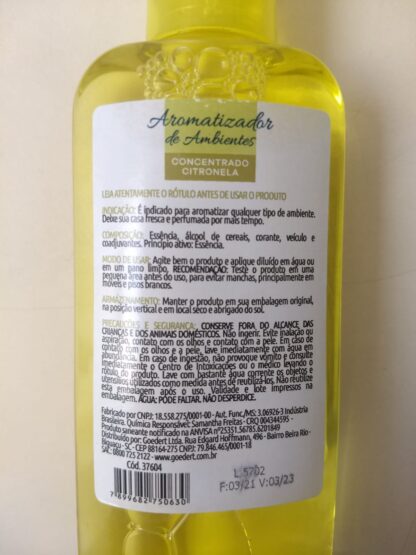 Aromatizador
de Ambientes
CONCENTRADO
CITRONELA
LEIA ATENTAMENTE O RÓTULO ANTES DE USAR O PRODUTO
INDICAÇÃO: É indicado para aromatizar qualquer tipo de ambiente.
Deixe sua casa fresca e perfumada por mais tempo.
COMPOSIÇÃO: Essência, álcool de cereais, corante, veículo e
coadjuvantes. Princípio ativo: Essência.
MODO DE USAR: Agite bem o produto e aplique diluído em água ou
em um pano limpo. RECOMENDAÇÃO: Teste o produto em uma
pequena área antes do uso, para evitar manchas, principalmente em
móveis e pisos brancos.
ARMAZENAMENTO: Manter o produto em sua embalagem original,
na posição vertical e em local seco e abrigado do sol.
PRECAUÇÕES E SEGURANÇA: CONSERVE FORA DO ALCANCE DAS
CRIANÇAS E DOS ANIMAIS DOMÉSTICOS. Não ingerir. Evite inalação ou
aspiração, contato com os olhos e contato com a pele. Em caso de
contato com os olhos e a pele, lave imediatamente com água em
abundância. Em caso de ingestão, não provoque vômito e consulte
imediatamente o Centro de Intoxicações ou o médico levando o
rótulo do produto. Lave com bastante água corrente os objetos e
utensílios utilizados como medida antes de reutilizá-los. Não reutilize
esta embalagem após o uso. Validade e lote impressos na
embalagem. ÁGUA: PODE FALTAR. NÃO DESPERDICE.
Fabricado por CNPJ: 18.558.275/0001-00 - Aut. Func./MS: 3.06926-3 Indústria
Brasileira. Químico Responsável: Samantha Freitas - CRQ 004344595 -
Produto saneante notificado na ANVISA nº25351.56785.5201849
Distribuído por: Goedert Ltda. Rua Edgard Hoffmann, 496 - Bairro Beira Rio -
Biguaçu - SC - CEP 88164-275 CNPJ: 79.846.465/0001-18
SAC: 0800 725 2122 - www.goedert.com.br
Cód. 37604
7 899682 750630
L.5702
F:03/21 V:03/23